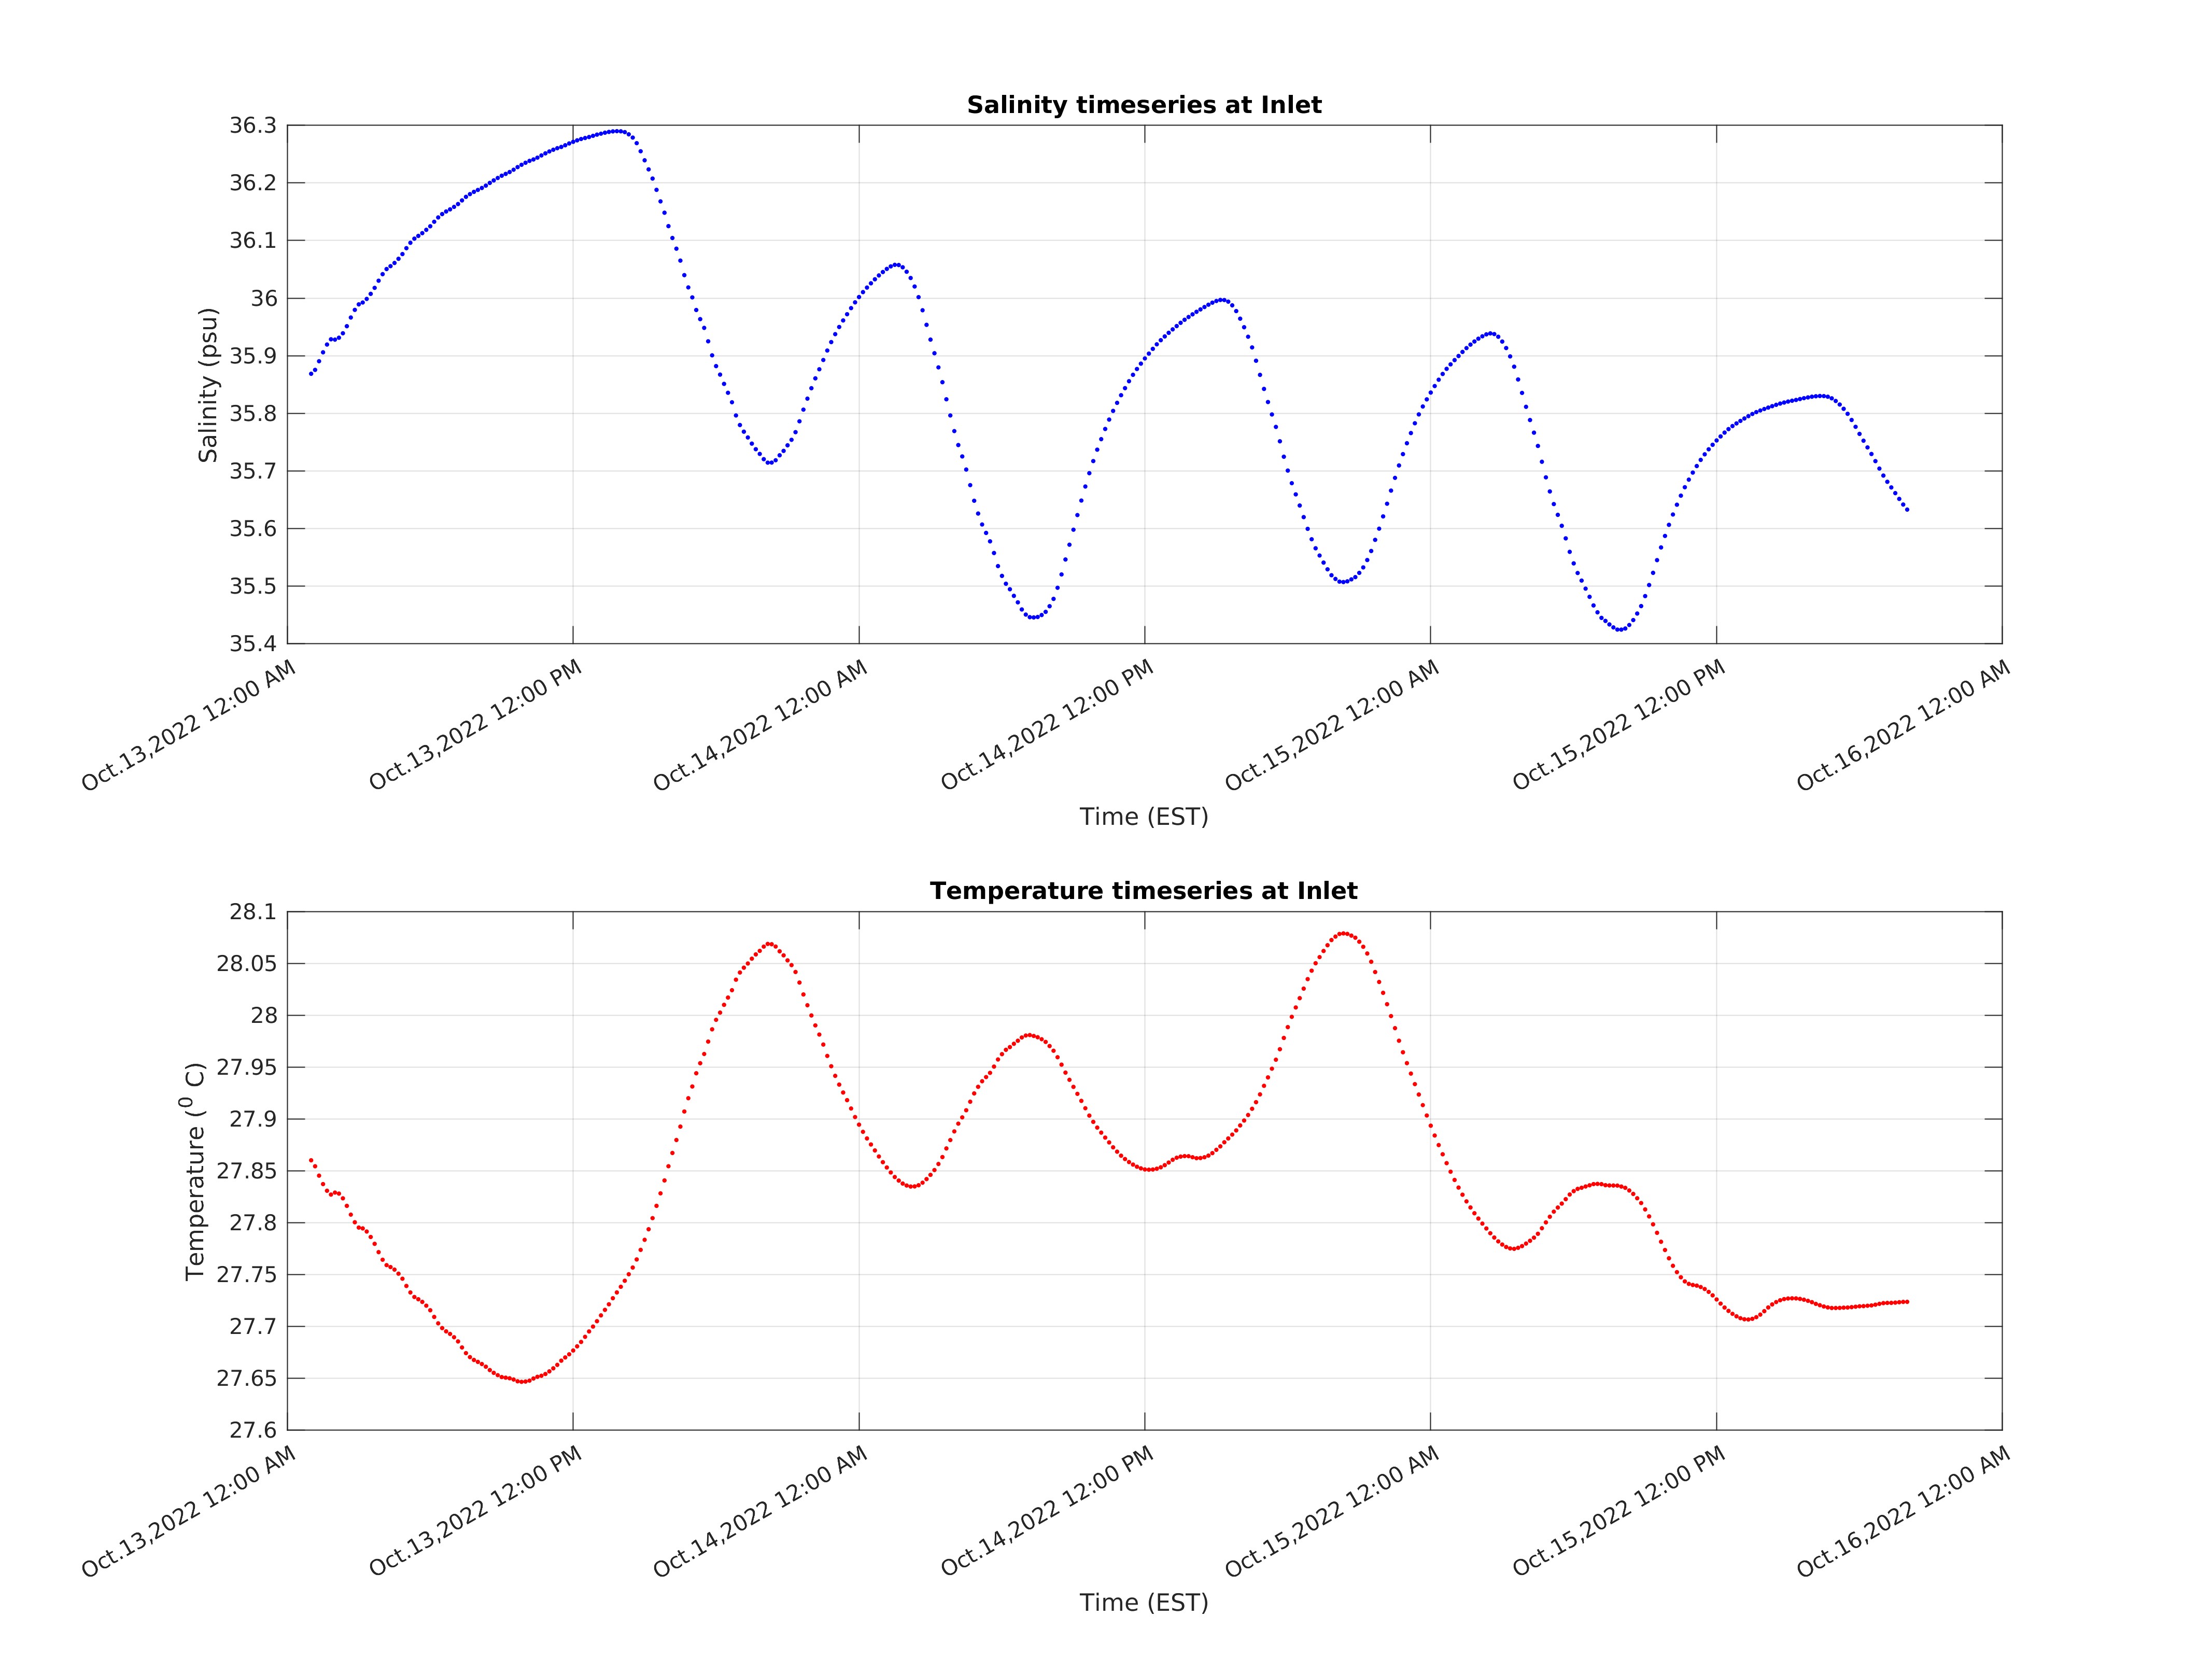 Salinity timeseries at Inlet
36.3
36.2
36.1
36
35.9
35.8
35.7
35.6
35.5
35.4
Salinity (psu)
Oct.13,2022 12:00 AM
Oct.13,2022 12:00 PM
Oct.14,2022 12:00 AM
Oct.14,2022 12:00 PM
Oct.15,2022 12:00 AM
Oct.15,2022 12:00 PM
Oct.16,2022 12:00 AM
Time (EST)
Temperature timeseries at Inlet
28.1
28.05
28
27.95
27.9
27.85
27.8
27.75
27.7
27.65
27.6
Temperature (⁰ C)
Oct.13,2022 12:00 AM
Oct.13,2022 12:00 PM
Oct.14,2022 12:00 AM
Oct.14,2022 12:00 PM
Oct.15,2022 12:00 AM
Oct.15,2022 12:00 PM
Oct.16,2022 12:00 AM
Time (EST)